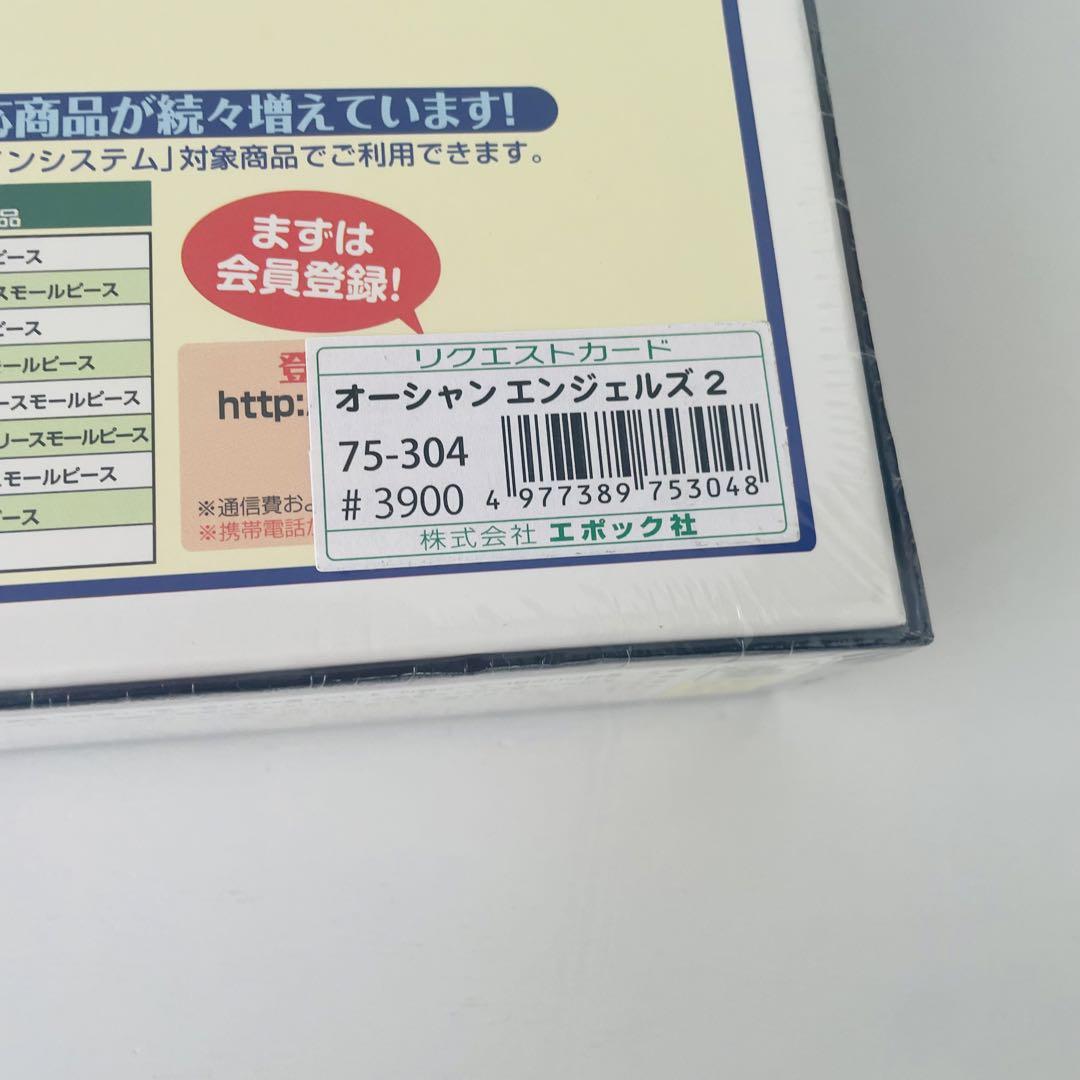 応商品が続々増えています!
インシステム」対象商品でご利用できます。
品
ピース
スモールピース
ピース
モールピース
ースモールピース
リースモールピース
スモールピース
ピース
まずは
会員登録!
登
http:
※通信費およ
※携帯電話
リクエストカード
オーシャン エンジェルズ 2
75-304
# 3900
4 977389 753048
株式会社 エポック社